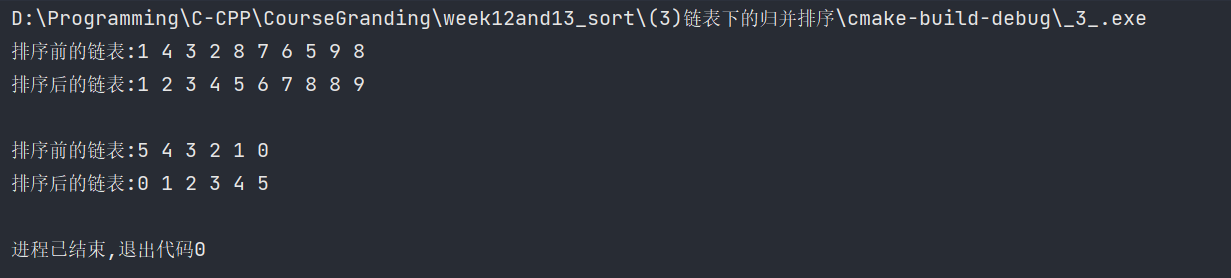 D:\Programming\C-CPP\CourseGranding\week12and13_sort\(3)链表下的归并排序\cmake-build-debug\_3_.exe
排序前的链表:1 4 3 2 8 7 6 5 9 8
排序后的链表:1 2 3 4 5 6 7 8 8 9
排序前的链表:5 4 3 2 1 0
排序后的链表:0 1 2 3 4 5
进程已结束,退出代码0